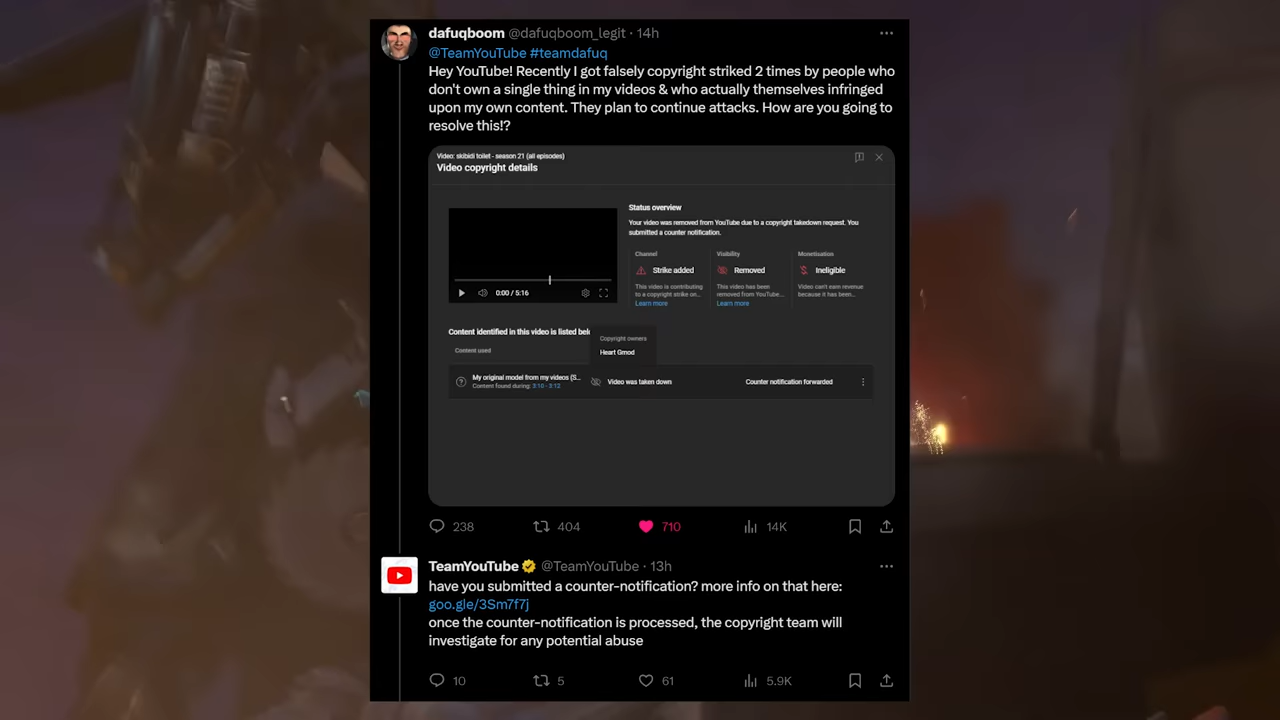 dafuqboom @dafuqboom_legit · 14h
@TeamYouTube #teamdafuq
Hey YouTube! Recently I got falsely copyright striked 2 times by people who
don't own a single thing in my videos & who actually themselves infringed
upon my own content. They plan to continue attacks. How are you going to
resolve this!?
Video: skibidi toilet - season 21 (all episodes)
Video copyright details
Status overview
Your video was removed from YouTube due to a copyright takedown request. You
submitted a counter notification.
Channel
Visibility
Monetisation
Strike added
Removed
Ineligible
This video is contributing
to a copyright strike on...
Learn more
This video has been
removed from YouTube...
Learn more
Video can't earn revenue
because it has been...
0:00 / 5:16
Content identified in this video is listed belo
Copyright owners
Heart Gmod
Content used
My original model from my videos (S...
Content found during: 3:10 - 3:12
Video was taken down
Counter notification forwarded
238
404
710
14K
TeamYouTube @TeamYouTube · 13h
have you submitted a counter-notification? more info on that here:
goo.gle/3Sm7f7j
once the counter-notification is processed, the copyright team will
investigate for any potential abuse
10
5
61
5.9K